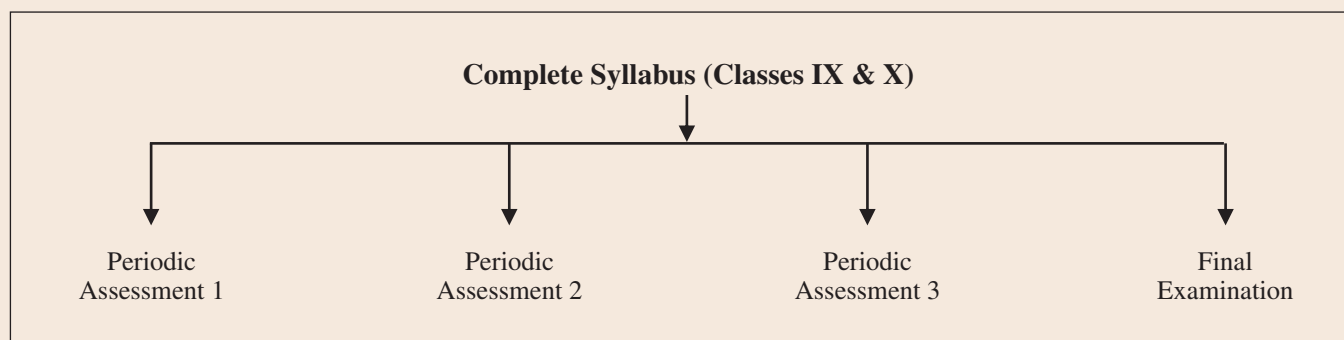 Complete Syllabus (Classes IX & X)
Periodic
Assessment 1
Periodic
Assessment 2
Periodic
Assessment 3
Final
Examination